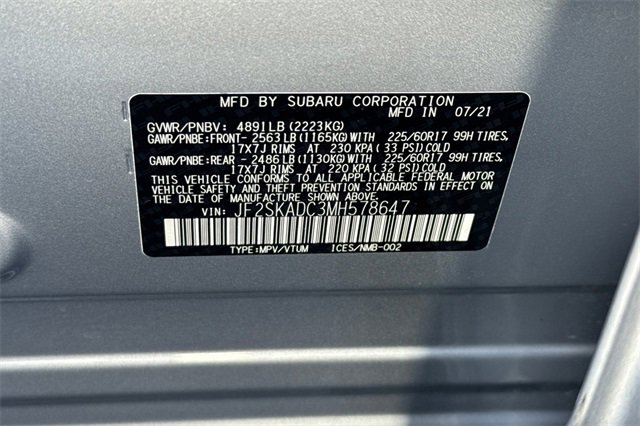 MFD BY SUBARU CORPORATION
MFD IN 07/21
GVWR/PNBV: 4891LB(2223KG)
GAWR/PNBE:FRONT-2563LB(1165KG)WITH 225/60R17 99H TIRES,
17X7J RIMS AT 230 KPA(33 PSI)COLD
GAWR/PNBE:REAR -2486LB(1130KG)WITH 225/60R17 99H TIRES,
17X7J RIMS AT 220 KPA(32 PSI)COLD
THIS VEHICLE CONFORMS TO ALL APPLICABLE FEDERAL MOTOR
VEHICLE SAFETY AND THEFT PREVENTION STANDARDS IN EFFECT
ON THE DATE OF MANUFACTURE SHOWN ABOVE.
VIN: JF2SKADC3MH578647
TYPE:MPV/VTUM ICES/NMB-002